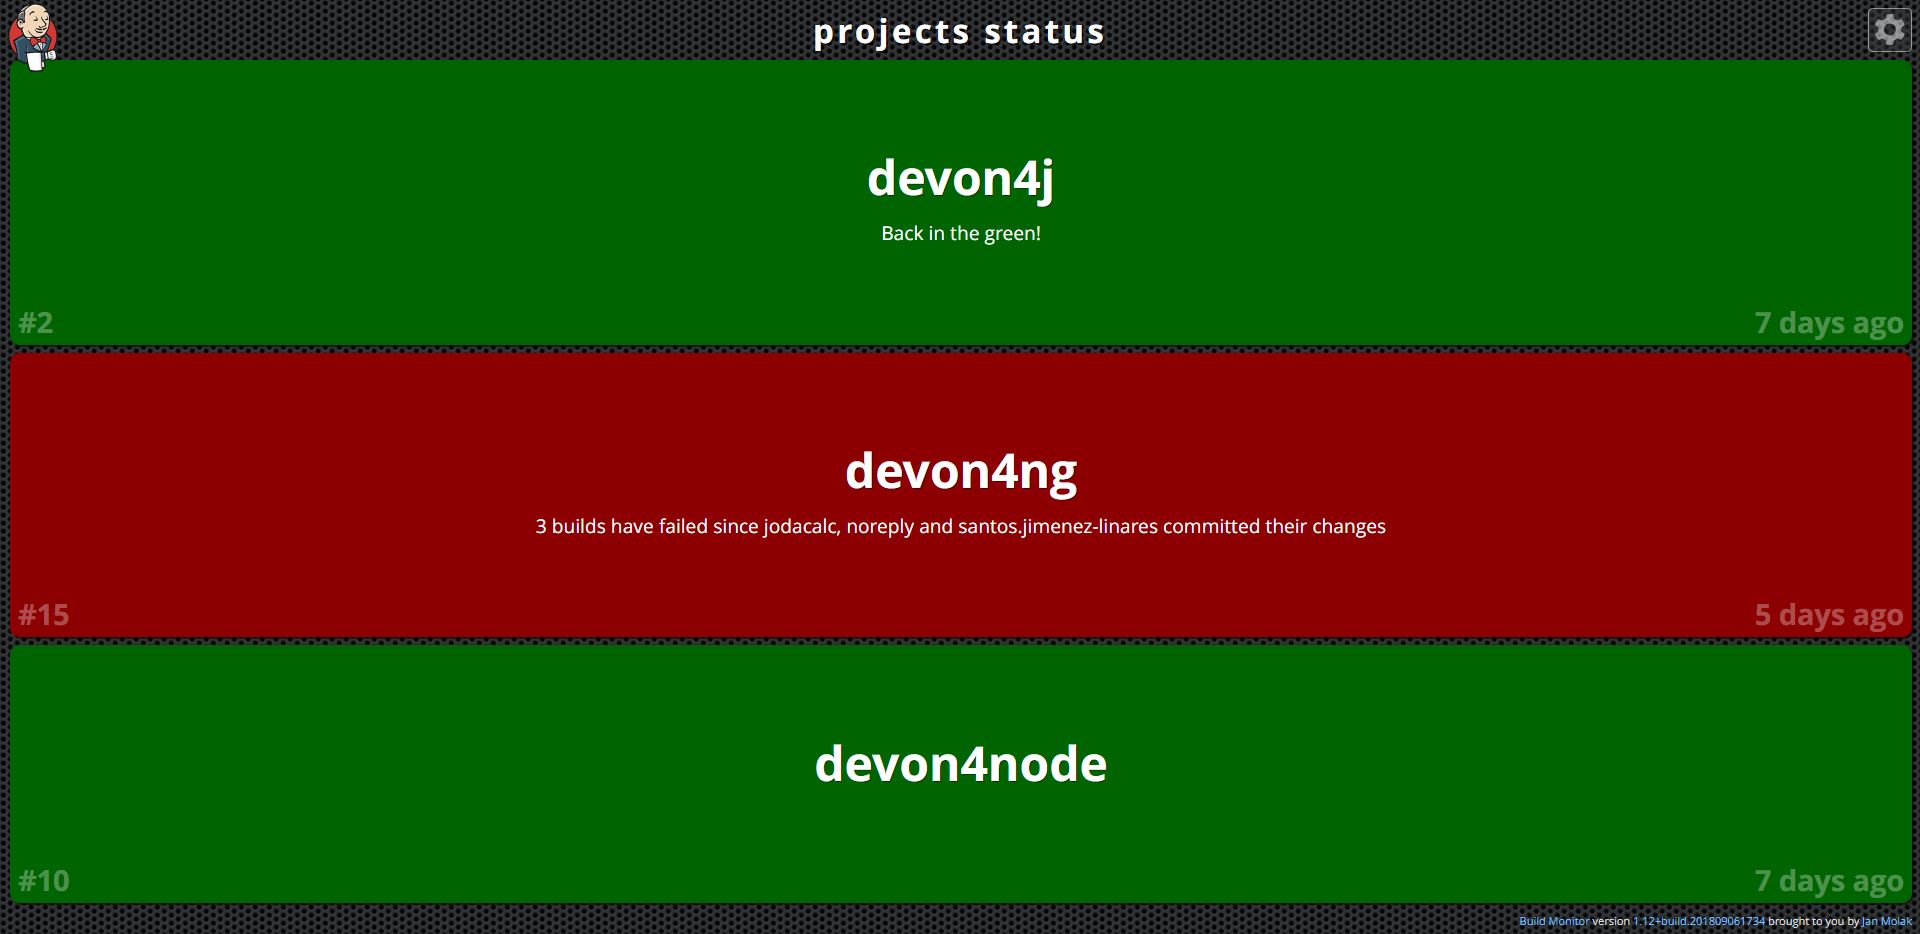 projects status
devon4j
Back in the green!
#2
7 days ago
devon4ng
3 builds have failed since jodacalc, noreply and santos.jimenez-linares committed their changes
#15
5 days ago
devon4node
#10
7 days ago
Build Monitor version 1.12+build.201809061734 brought to you by Jan Molak